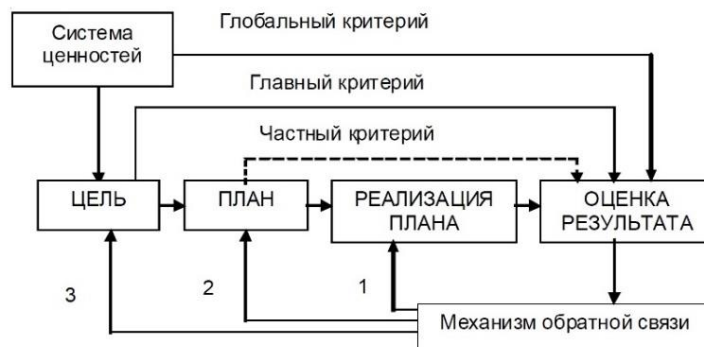 Глобальный критерий
Система
ценностей
Главный критерий
Частный критерий
ЦЕЛЬ
ПЛАН
РЕАЛИЗАЦИЯ
ПЛАНА
ОЦЕНКА
РЕЗУЛЬТАТА
3
2
1
Механизм обратной связи